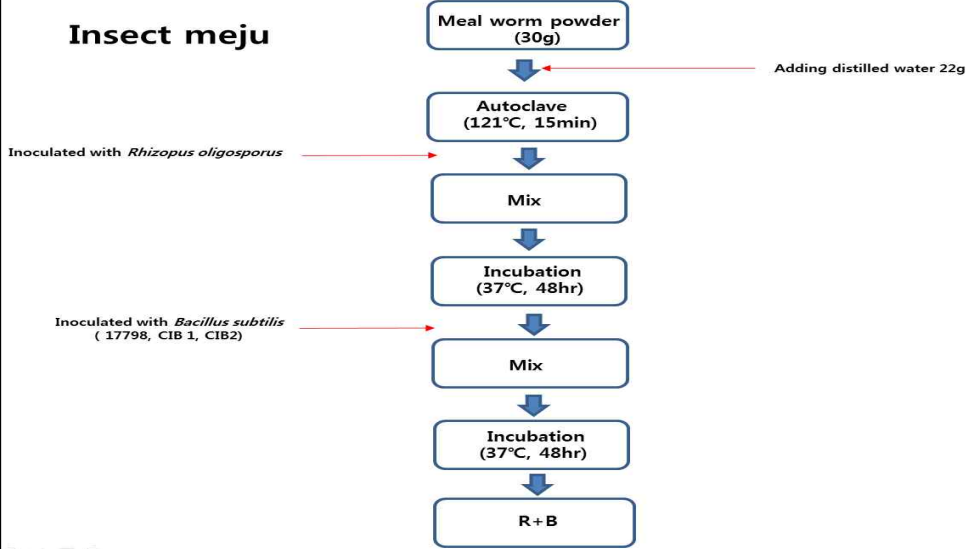 Insect meju
Meal worm powder
(30g)
Adding distilled water 22g
Autoclave
(121℃, 15min)
Inoculated with Rhizopus oligosporus
Mix
Incubation
(37℃, 48hr)
Inoculated with Bacillus subtilis
( 17798, CIB 1, CIB2)
Mix
Incubation
(37℃, 48hr)
R+B